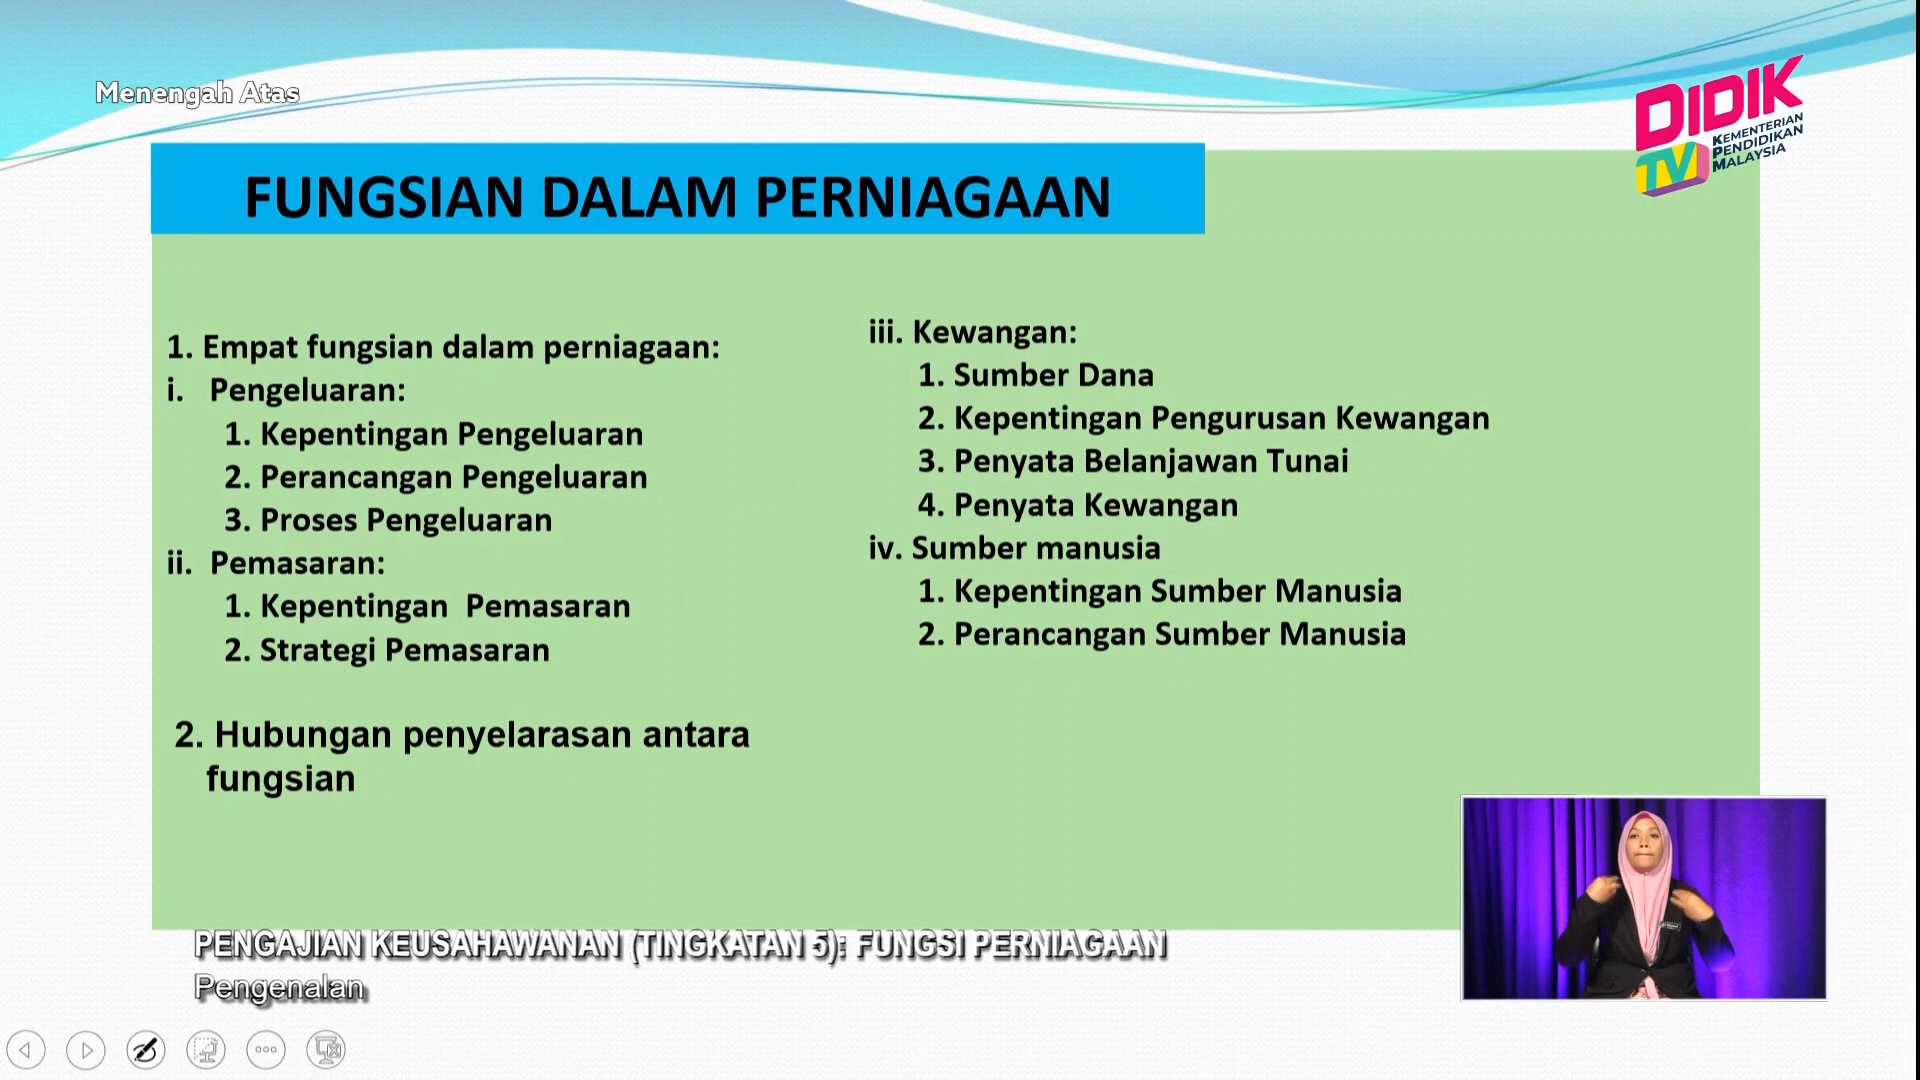 Menengah Atas
DIDIK
TV
KEMENTERIAN
PENDIDIKAN
MALAYSIA
FUNGSIAN DALAM PERNIAGAAN
1. Empat fungsian dalam perniagaan:
i. Pengeluaran:
1. Kepentingan Pengeluaran
2. Perancangan Pengeluaran
3. Proses Pengeluaran
ii. Pemasaran:
1. Kepentingan Pemasaran
2. Strategi Pemasaran
2. Hubungan penyelarasan antara
fungsian
iii. Kewangan:
1. Sumber Dana
2. Kepentingan Pengurusan Kewangan
3. Penyata Belanjawan Tunai
4. Penyata Kewangan
iv. Sumber manusia
1. Kepentingan Sumber Manusia
2. Perancangan Sumber Manusia
PENGAJIAN KEUSAHAWANAN (TINGKATAN 5): FUNGSI PERNIAGAAN
Pengenalan